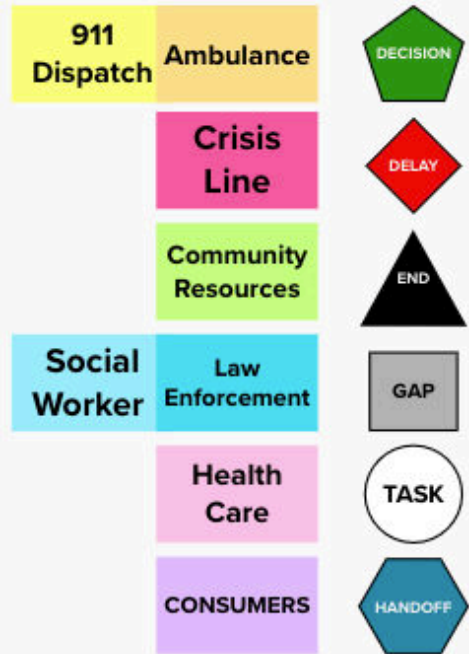 911
Dispatch
Ambulance
DECISION
Crisis
Line
DELAY
Community
Resources
END
Social
Worker
Law
Enforcement
GAP
Health
Care
TASK
CONSUMERS
HANDOFF